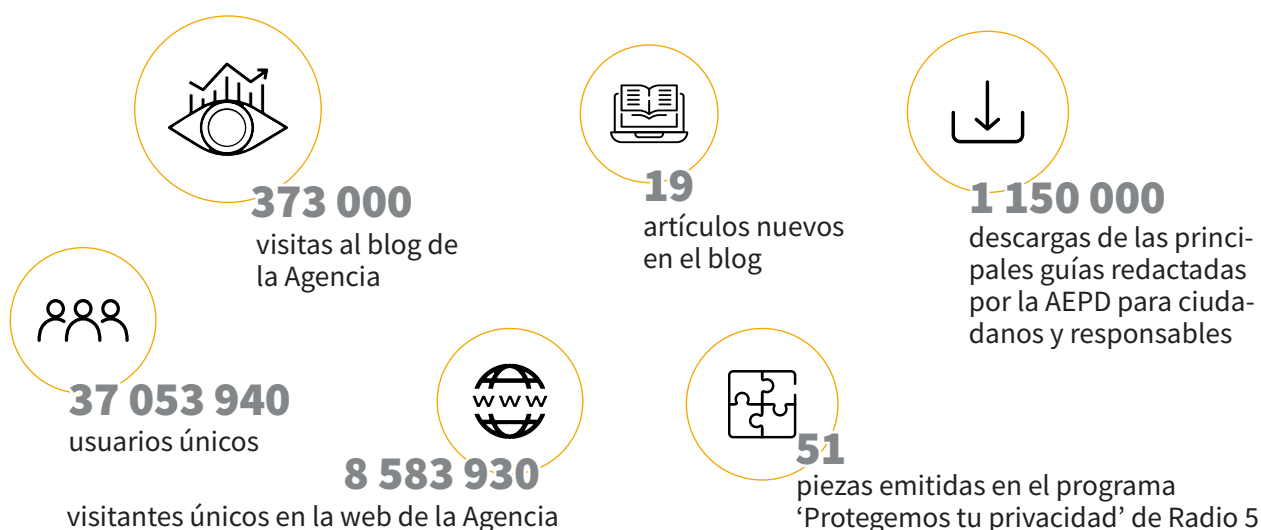 373 000
visitas al blog de
la Agencia
19
artículos nuevos
en el blog
1 150 000
descargas de las princi-
pales guías redactadas
por la AEPD para ciuda-
danos y responsables
37 053 940
usuarios únicos
www
8 583 930
visitantes únicos en la web de la Agencia
51
piezas emitidas en el programa
‘Protegemos tu privacidad’ de Radio 5